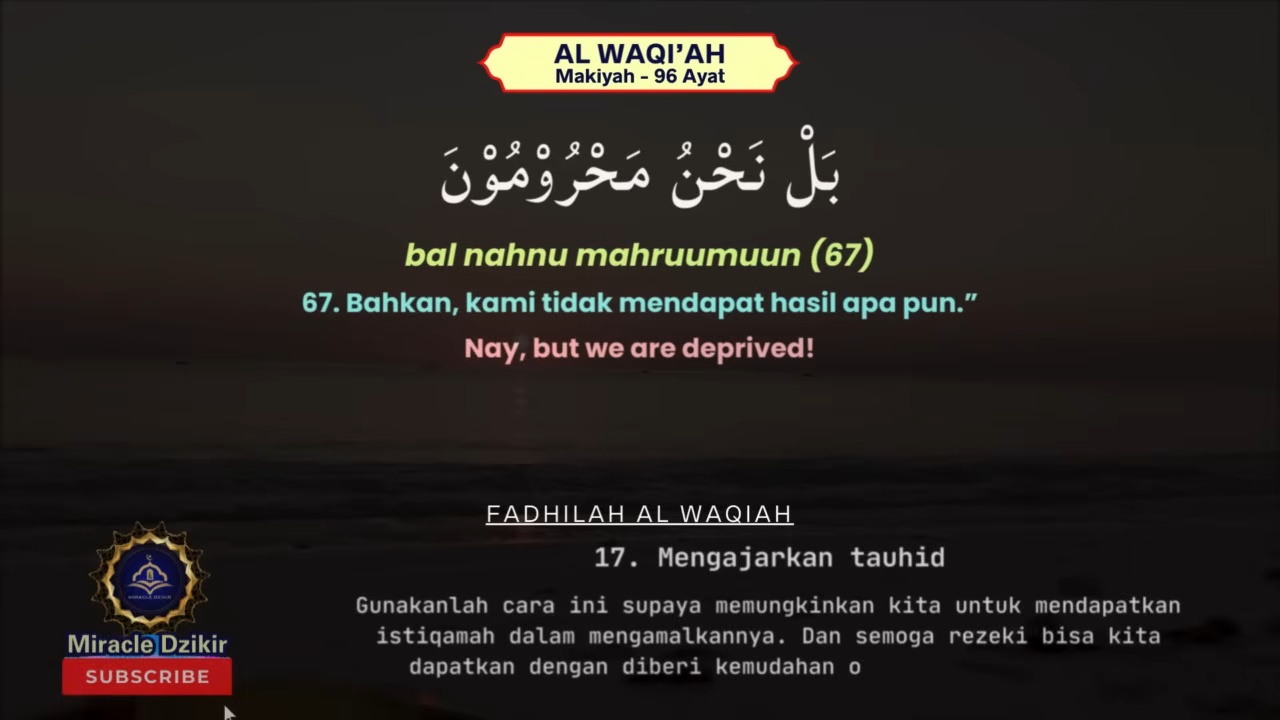 AL WAQI’AH
Makiyah - 96 Ayat
بَلْ نَحْنُ مَحْرُوْمُوْنَ
bal nahnu mahruumuun (67)
67. Bahkan, kami tidak mendapat hasil apa pun.”
Nay, but we are deprived!
FADHILAH AL WAQIAH
17. Mengajarkan tauhid
Gunakanlah cara ini supaya memungkinkan kita untuk mendapatkan
istiqamah dalam mengamalkannya. Dan semoga rezeki bisa kita
dapatkan dengan diberi kemudahan o
MIRACLE DZIKIR
Miracle Dzikir
SUBSCRIBE